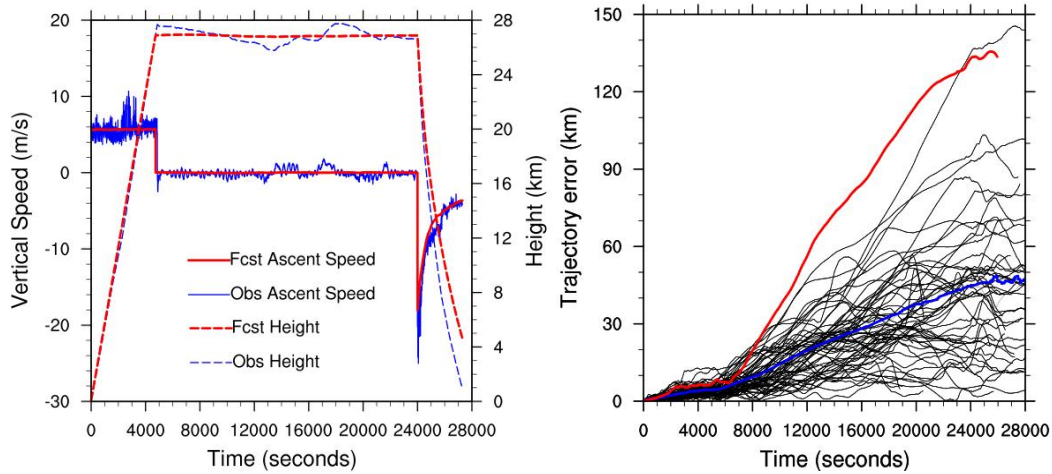 20
10
0
-10
-20
-30
Vertical Speed (m/s)
28
24
20
16
12
8
4
0
Height (km)
Fcst Ascent Speed
Obs Ascent Speed
Fcst Height
Obs Height
0 4000 8000 12000 16000 20000 24000 28000
Time (seconds)
150
120
90
60
30
0
Trajectory error (km)
0 4000 8000 12000 16000 20000 24000 28000
Time (seconds)